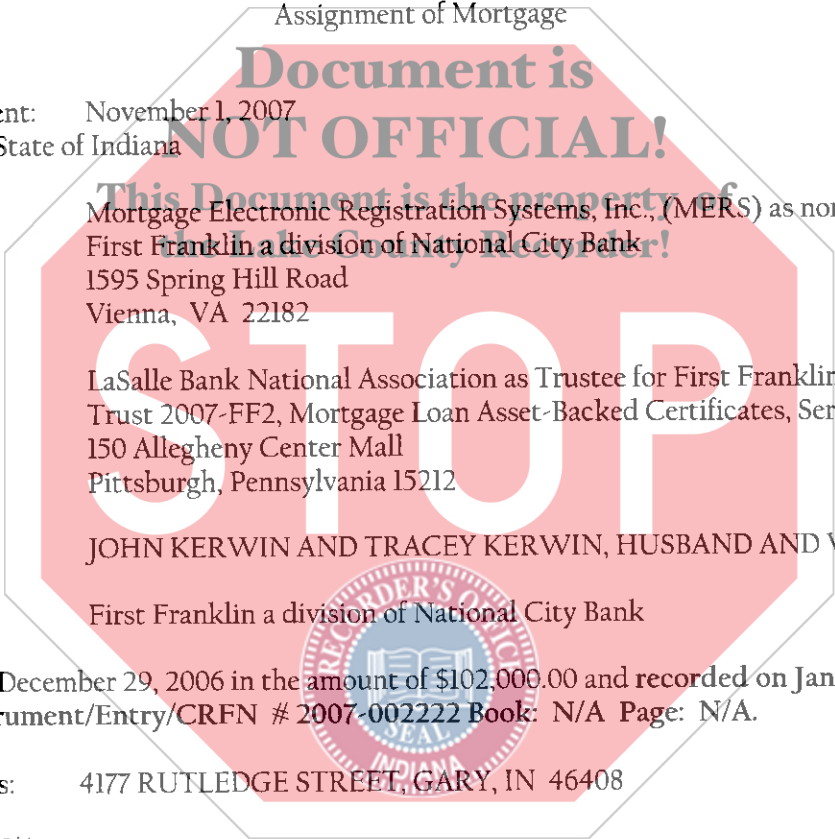 Assignment of Mortgage
Document is
ent: November 1, 2007
NOT OFFICIAL!
State of Indiana
This Document is the property of
Mortgage Electronic Registration Systems, Inc., (MERS) as nor
the Lake County Recorder!
First Franklin a division of National City Bank
1595 Spring Hill Road
Vienna, VA 22182
STOP
LaSalle Bank National Association as Trustee for First Franklin
Trust 2007-FF2, Mortgage Loan Asset-Backed Certificates, Ser
150 Allegheny Center Mall
Pittsburgh, Pennsylvania 15212
JOHN KERWIN AND TRACEY KERWIN, HUSBAND AND
RECORDER'S OFFICE
First Franklin a division of National City Bank
December 29, 2006 in the amount of $102,000.00 and recorded on Jan
rument/Entry/CRFN # 2007-002222 Book: N/A Page: N/A.
SEAL
INDIANA
s: 4177 RUTLEDGE STREET, GARY, IN 46408